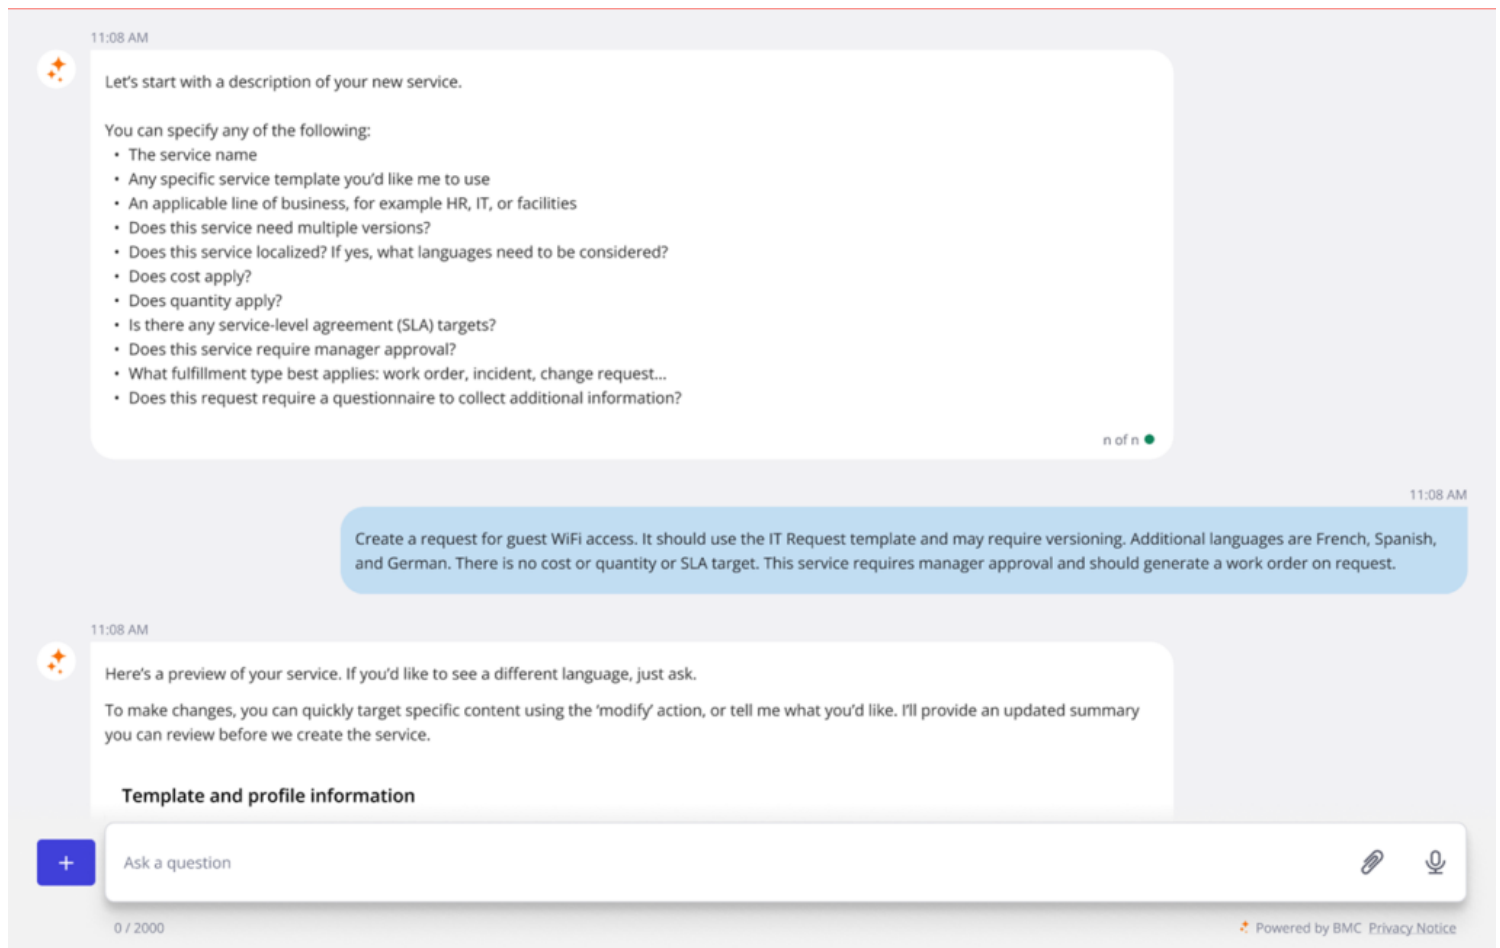 11:08 AM
Let's start with a description of your new service.
You can specify any of the following:
• The service name
• Any specific service template you'd like me to use
• An applicable line of business, for example HR, IT, or facilities
• Does this service need multiple versions?
• Does this service localized? If yes, what languages need to be considered?
• Does cost apply?
• Does quantity apply?
• Is there any service-level agreement (SLA) targets?
• Does this service require manager approval?
• What fulfillment type best applies: work order, incident, change request...
• Does this request require a questionnaire to collect additional information?
n of n
11:08 AM
Create a request for guest WiFi access. It should use the IT Request template and may require versioning. Additional languages are French, Spanish,
and German. There is no cost or quantity or SLA target. This service requires manager approval and should generate a work order on request.
11:08 AM
Here's a preview of your service. If you'd like to see a different language, just ask.
To make changes, you can quickly target specific content using the 'modify' action, or tell me what you'd like. I'll provide an updated summary
you can review before we create the service.
Template and profile information
Ask a question
0 / 2000
Powered by BMC Privacy Notice